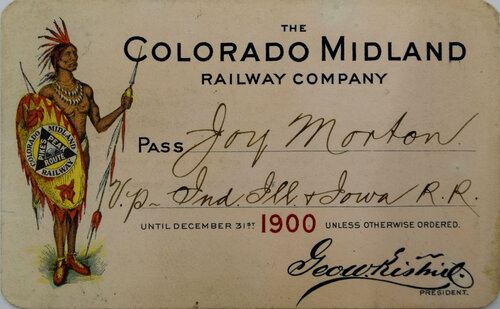 THE
COLORADO MIDLAND
RAILWAY COMPANY
PASS Joy Morton
V.p- Ind. Ill. & Iowa R.R.
UNTIL DECEMBER 31ST 1900 UNLESS OTHERWISE ORDERED.
PRESIDENT.
COLORADO MIDLAND
PIKES PEAK
ROUTE
RAILWAY